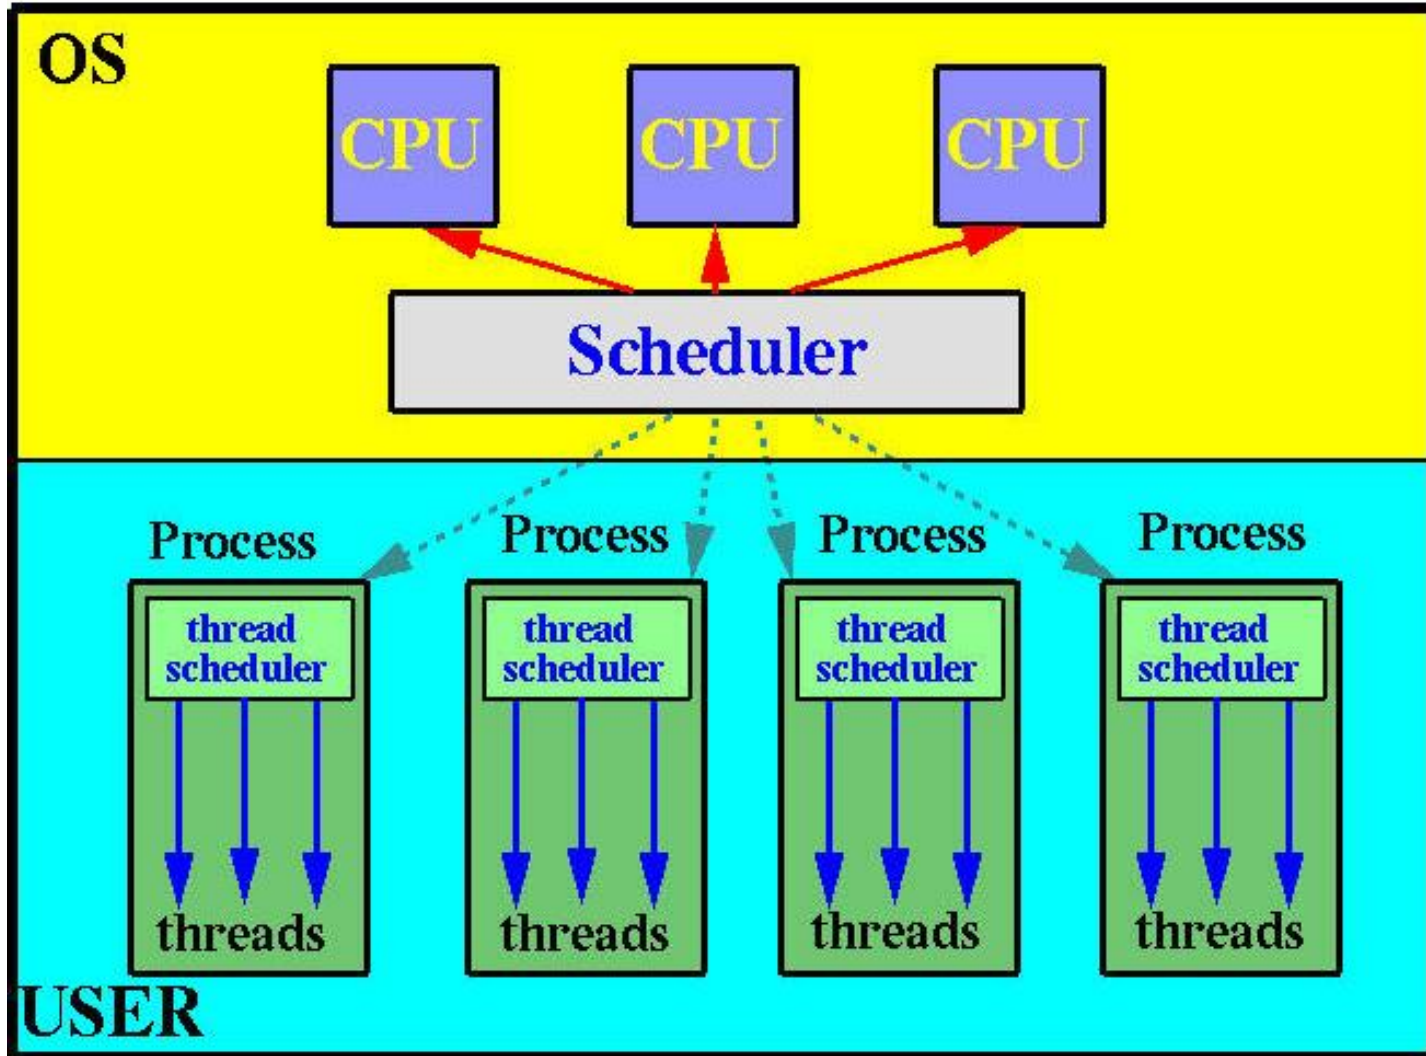 OS
CPU
CPU
CPU
Scheduler
Process
Process
Process
Process
thread
scheduler
thread
scheduler
thread
scheduler
thread
scheduler
threads
threads
threads
threads
USER